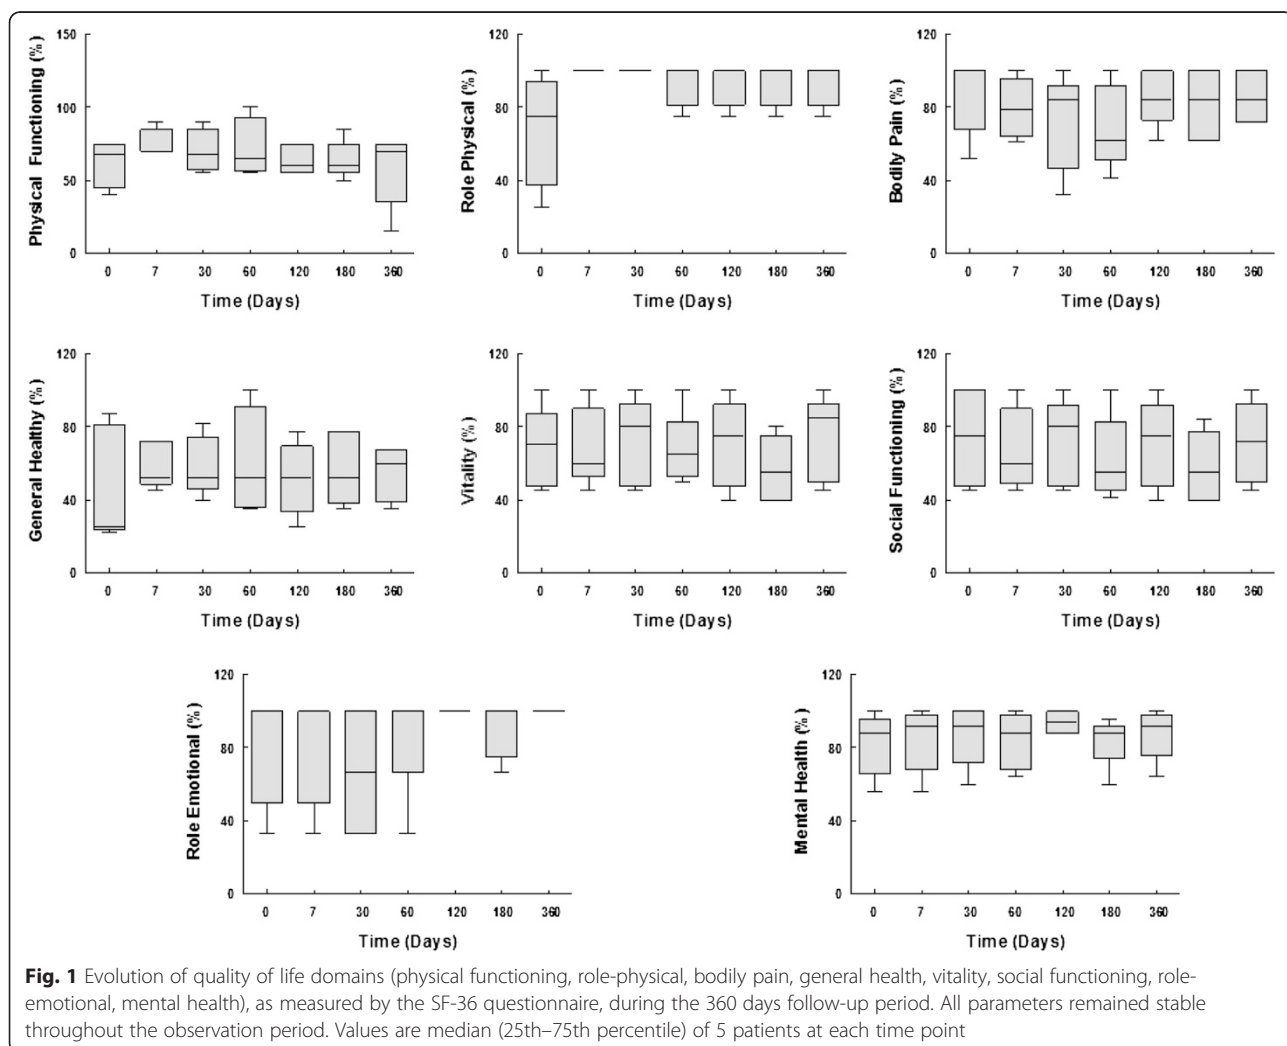 Physical Functioning (%)
150
100
50
0
0 7 30 60 120 180 360
Time (Days)
Role Physical (%)
120
80
40
0
0 7 30 60 120 180 360
Time (Days)
Bodily Pain (%)
120
80
40
0
0 7 30 60 120 180 360
Time (Days)
General Healthy (%)
120
80
40
0
0 7 30 60 120 180 360
Time (Days)
Vitality (%)
120
80
40
0
0 7 30 60 120 180 360
Time (Days)
Social Functioning (%)
120
80
40
0
0 7 30 60 120 180 360
Time (Days)
Role Emotional (%)
120
80
40
0
0 7 30 60 120 180 360
Time (Days)
Mental Health (%)
120
80
40
0
0 7 30 60 120 180 360
Time (Days)
Fig. 1 Evolution of quality of life domains (physical functioning, role-physical, bodily pain, general health, vitality, social functioning, role-
emotional, mental health), as measured by the SF-36 questionnaire, during the 360 days follow-up period. All parameters remained stable
throughout the observation period. Values are median (25th–75th percentile) of 5 patients at each time point